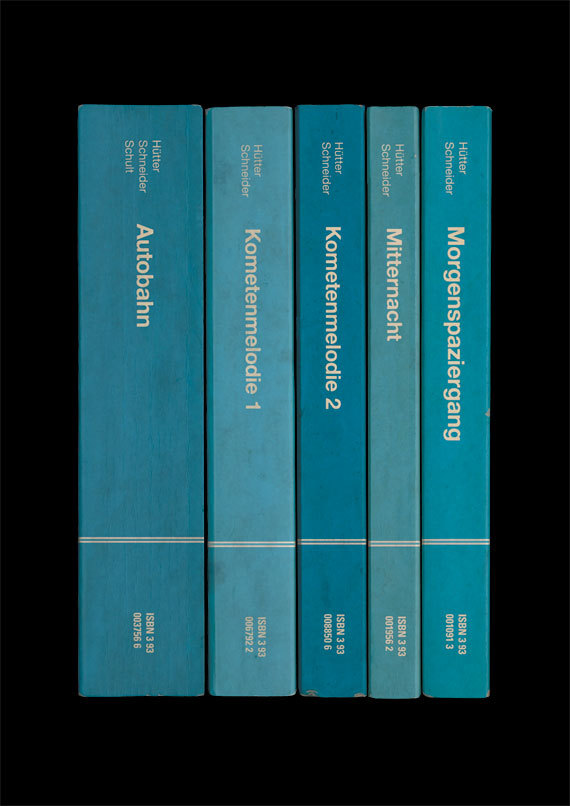 Hütter
Schneider
Schult
Autobahn
ISBN 3 93
003756 6
Hütter
Schneider
Kometenmelodie 1
ISBN 3 93
006792 2
Hütter
Schneider
Kometenmelodie 2
ISBN 3 93
008850 6
Hütter
Schneider
Mitternacht
ISBN 3 93
001956 2
Hütter
Schneider
Morgenspaziergang
ISBN 3 93
001091 3